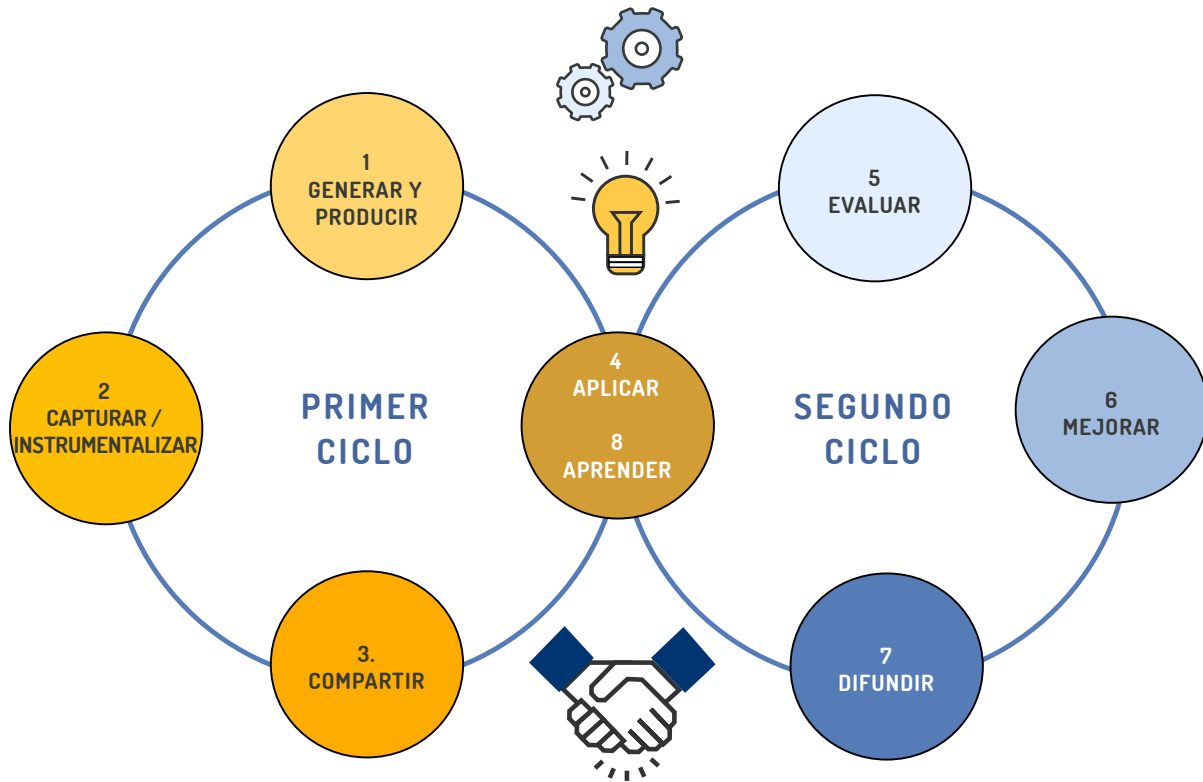 1
GENERAR Y
PRODUCIR
2
CAPTURAR /
INSTRUMENTALIZAR
3.
COMPARTIR
PRIMER
CICLO
4
APLICAR
8
APRENDER
SEGUNDO
CICLO
5
EVALUAR
6
MEJORAR
7
DIFUNDIR